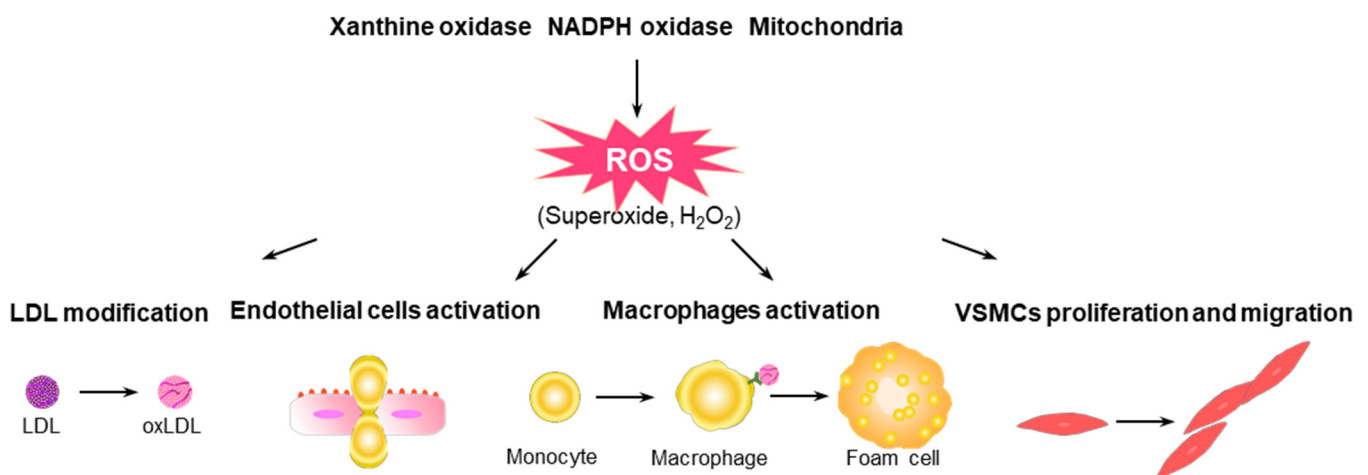 Xanthine oxidase NADPH oxidase Mitochondria
ROS
(Superoxide, H₂O₂)
LDL modification
Endothelial cells activation
Macrophages activation
VSMCs proliferation and migration
LDL
oxLDL
Monocyte
Macrophage
Foam cell